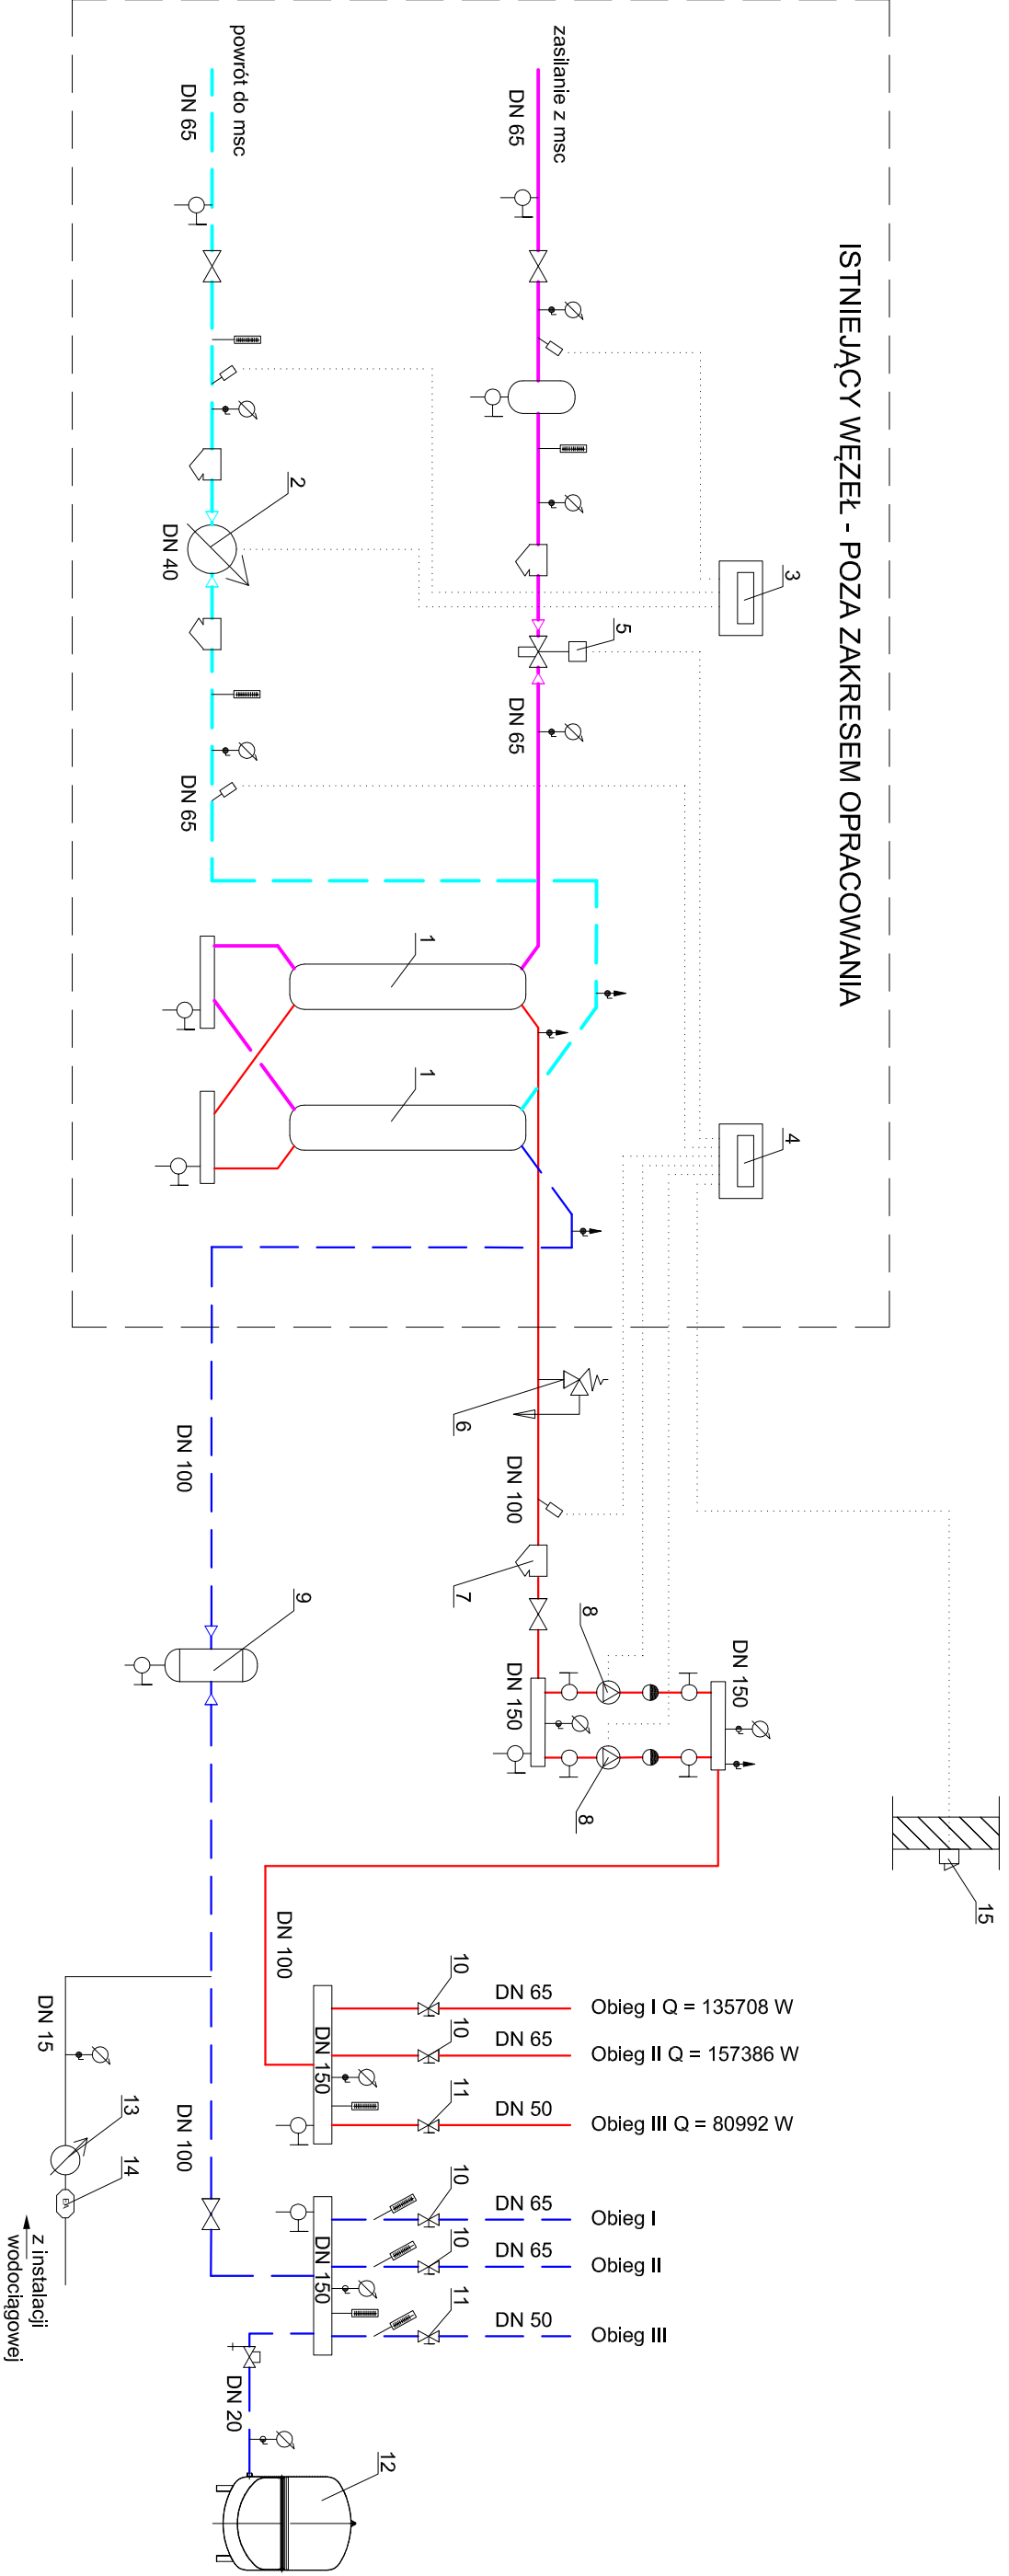 ISTNIEJĄCY WĘZEŁ - POZA ZAKRESEM OPRACOWANIA
zasilanie z msc
DN 65
powrót do msc
DN 65
2
DN 40
3
5
DN 65
DN 65
1
1
4
6
DN 100
7
DN 100
9
8
8
DN 150
DN 150
15
DN 100
DN 150
10
DN 65
Obieg I Q = 135708 W
10
DN 65
Obieg II Q = 157386 W
11
DN 50
Obieg III Q = 80992 W
DN 15
13
14
EA
DN 100
z instalacji
wodociągowej
DN 150
10
DN 65
Obieg I
10
DN 65
Obieg II
11
DN 50
Obieg III
DN 20
12